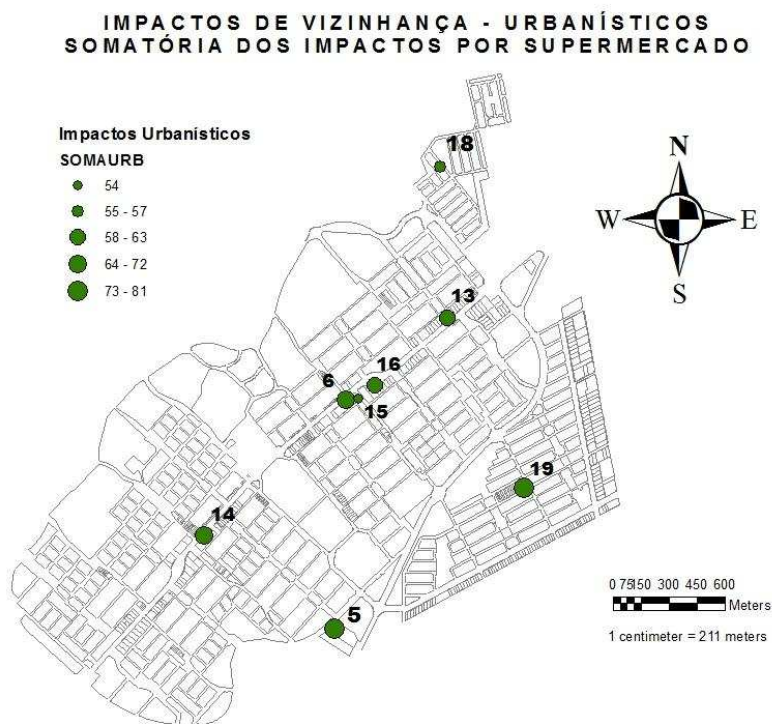 IMPACTOS DE VIZINHANÇA - URBANÍSTICOS
SOMATÓRIA DOS IMPACTOS POR SUPERMERCADO
Impactos Urbanísticos
SOMAURB
54
55 - 57
58 - 63
64 - 72
73 - 81
18
N
W E
S
13
16
6
15
19
14
5
0 75 150 300 450 600
Meters
1 centimeter = 211 meters